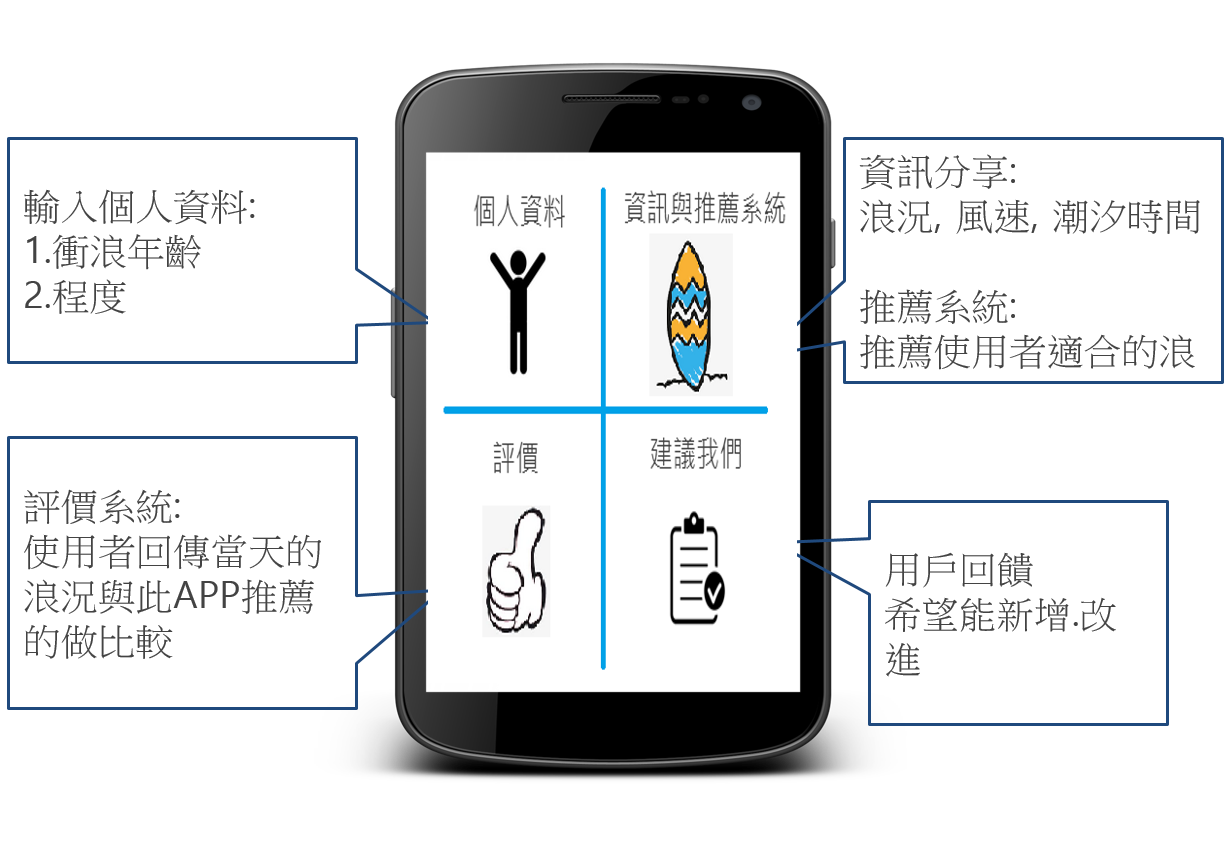 輸入個人資料:
1.衝浪年齡
2.程度
個人資料
資訊與推薦系統
資訊分享:
浪況, 風速, 潮汐時間
推薦系統:
推薦使用者適合的浪
評價系統:
使用者回傳當天的
浪況與此APP推薦
的做比較
評價
建議我們
用戶回饋
希望能新增.改
進